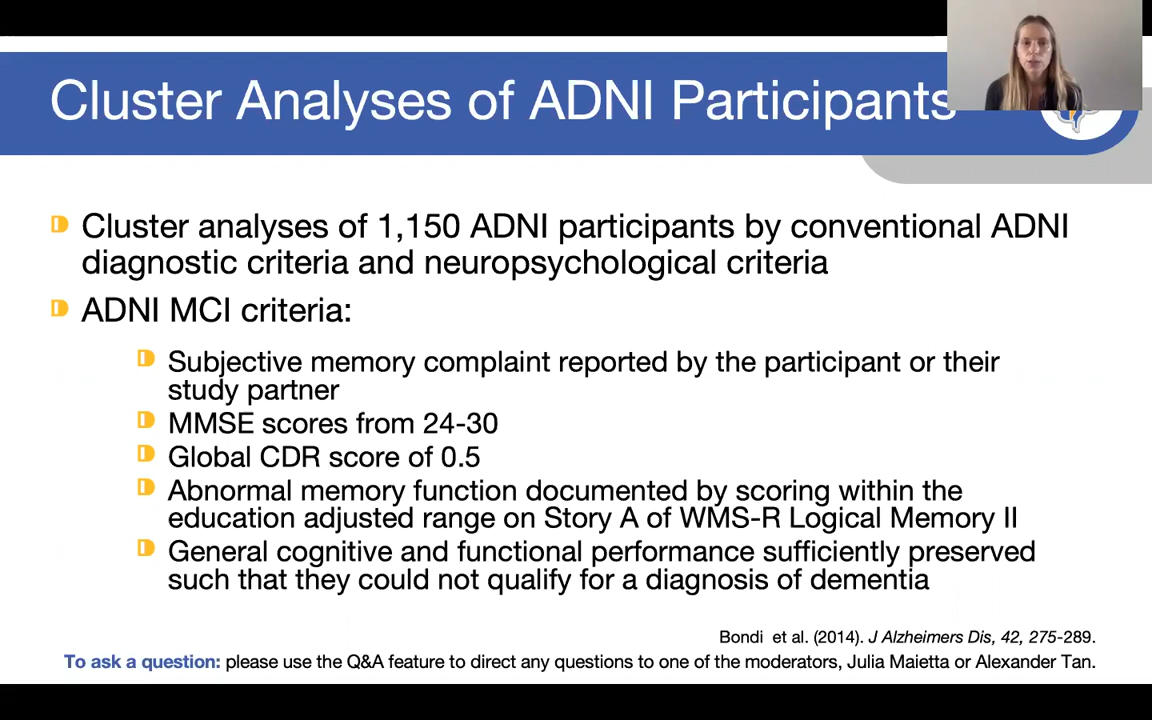 Cluster Analyses of ADNI Participants
Cluster analyses of 1,150 ADNI participants by conventional ADNI
diagnostic criteria and neuropsychological criteria
ADNI MCI criteria:
Subjective memory complaint reported by the participant or their
study partner
MMSE scores from 24-30
Global CDR score of 0.5
Abnormal memory function documented by scoring within the
education adjusted range on Story A of WMS-R Logical Memory II
General cognitive and functional performance sufficiently preserved
such that they could not qualify for a diagnosis of dementia
Bondi et al. (2014). J Alzheimers Dis, 42, 275-289.
To ask a question: please use the Q&A feature to direct any questions to one of the moderators, Julia Maietta or Alexander Tan.